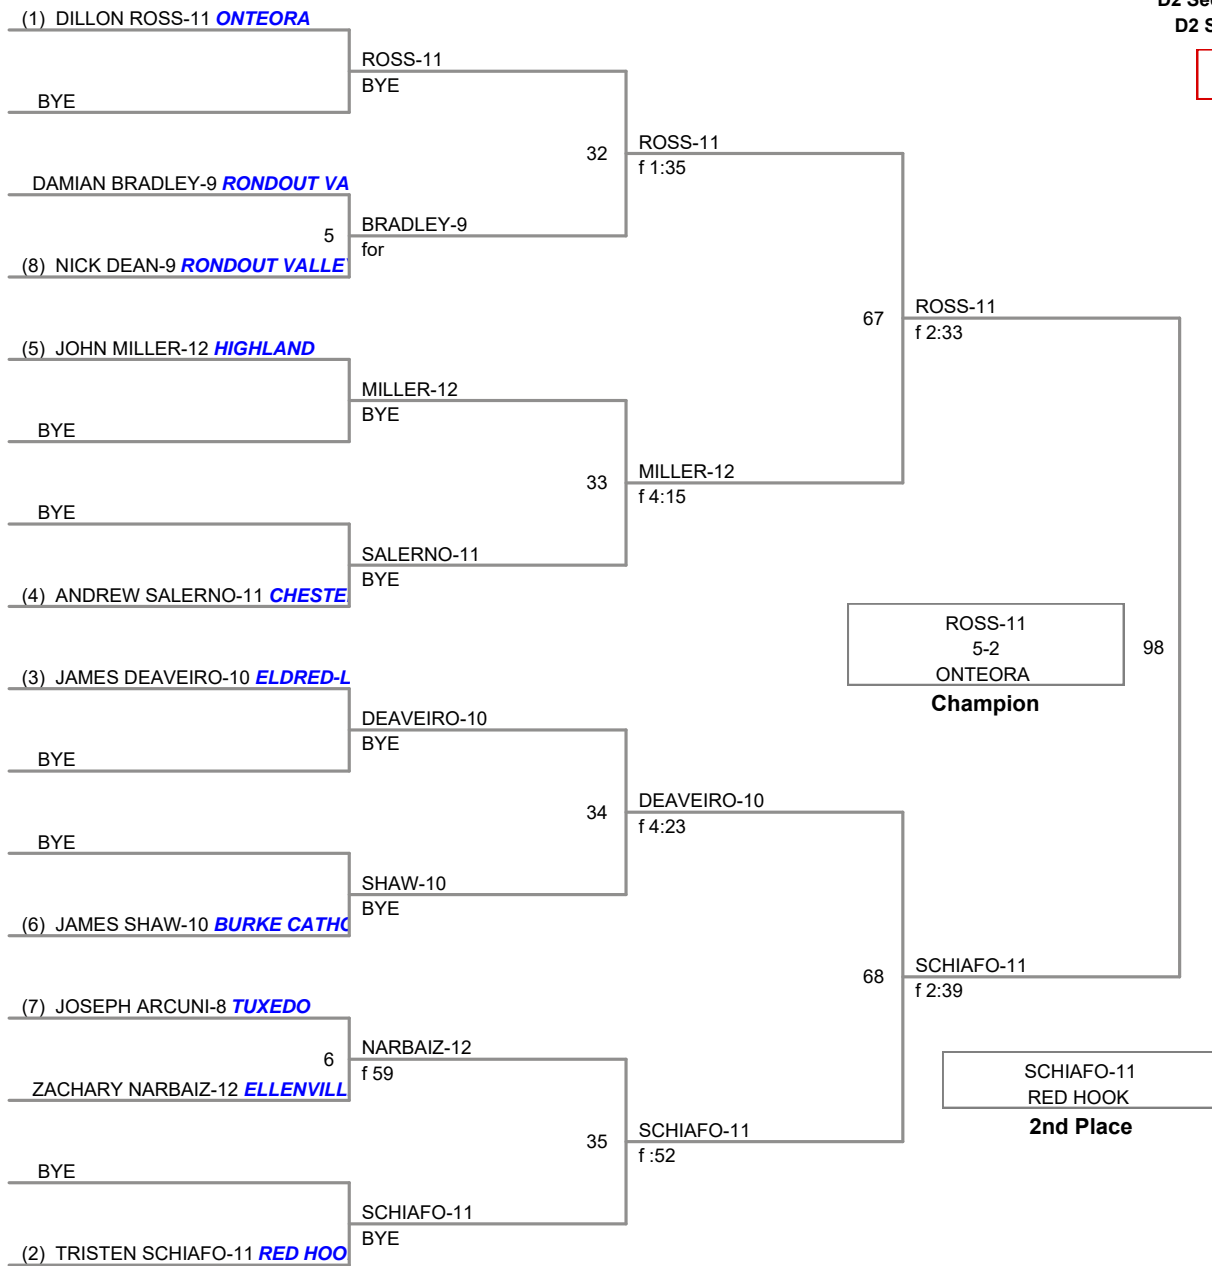 D2 Sec
D2 S
(1) DILLON ROSS-11 ONTEORA
BYE
DAMIAN BRADLEY-9 RONDOUT VA
(8) NICK DEAN-9 RONDOUT VALLE
(5) JOHN MILLER-12 HIGHLAND
BYE
BYE
(4) ANDREW SALERNO-11 CHESTE
(3) JAMES DEAVEIRO-10 ELDRED-L
BYE
BYE
(6) JAMES SHAW-10 BURKE CATHO
(7) JOSEPH ARCUNI-8 TUXEDO
ZACHARY NARBAIZ-12 ELLENVILL
BYE
(2) TRISTEN SCHIAFO-11 RED HOO
ROSS-11
BYE
5
BRADLEY-9
for
MILLER-12
BYE
SALERNO-11
BYE
DEAVEIRO-10
BYE
SHAW-10
BYE
6
NARBAIZ-12
f 59
SCHIAFO-11
BYE
32
ROSS-11
f 1:35
33
MILLER-12
f 4:15
34
DEAVEIRO-10
f 4:23
35
SCHIAFO-11
f :52
67
ROSS-11
f 2:33
68
SCHIAFO-11
f 2:39
98
ROSS-11
5-2
ONTEORA
Champion
SCHIAFO-11
RED HOOK
2nd Place